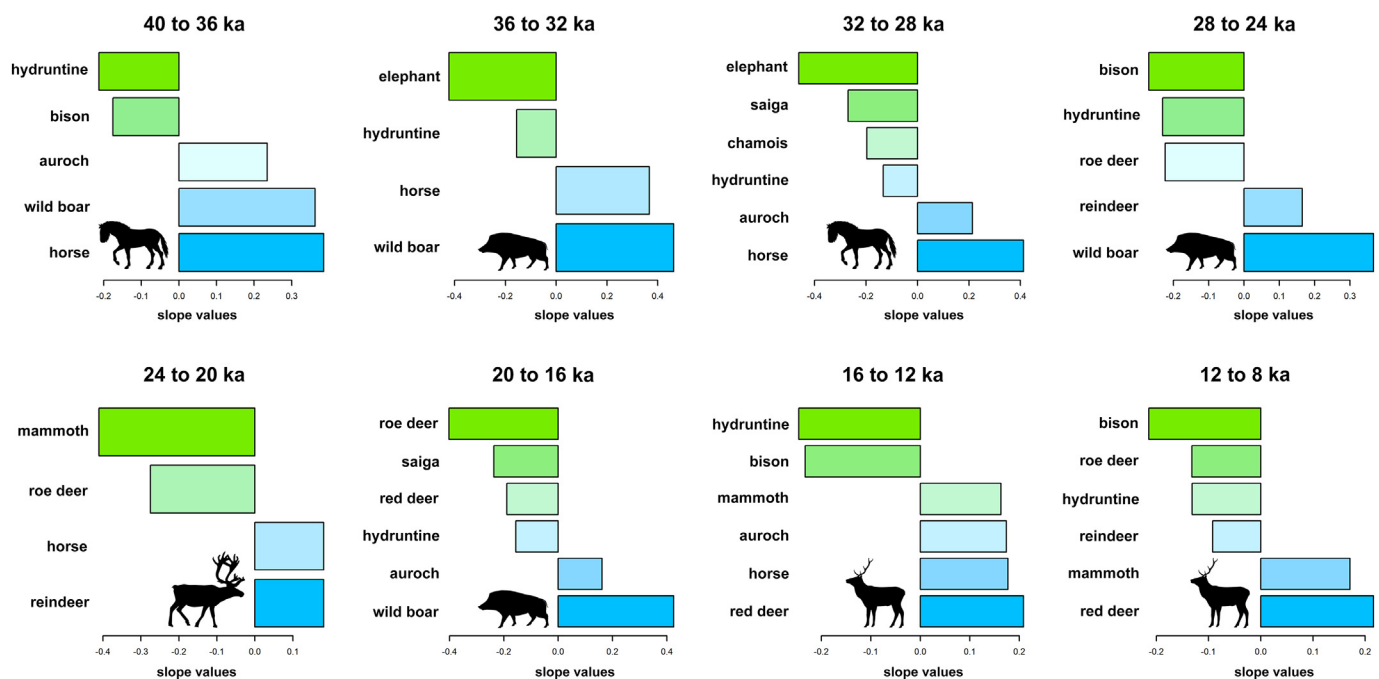 40 to 36 ka
hydruntine
bison
auroch
wild boar
horse
-0.2 -0.1 0.0 0.2 0.3
slope values
36 to 32 ka
elephant
hydruntine
horse
wild boar
-0.4 -0.2 0.0 0.2 0.4
slope values
32 to 28 ka
elephant
saiga
chamois
hydruntine
auroch
horse
-0.4 -0.2 0.0 0.2 0.4
slope values
28 to 24 ka
bison
hydruntine
roe deer
reindeer
wild boar
-0.2 -0.1 0.0 0.2 0.3
slope values
24 to 20 ka
mammoth
roe deer
horse
reindeer
-0.4 -0.3 -0.2 -0.1 0.0 0.1
slope values
20 to 16 ka
roe deer
saiga
red deer
hydruntine
auroch
wild boar
-0.4 -0.2 0.0 0.2 0.4
slope values
16 to 12 ka
hydruntine
bison
mammoth
auroch
horse
red deer
-0.2 -0.1 0.0 0.1 0.2
slope values
12 to 8 ka
bison
roe deer
hydruntine
reindeer
mammoth
red deer
-0.2 -0.1 0.0 0.1 0.2
slope values